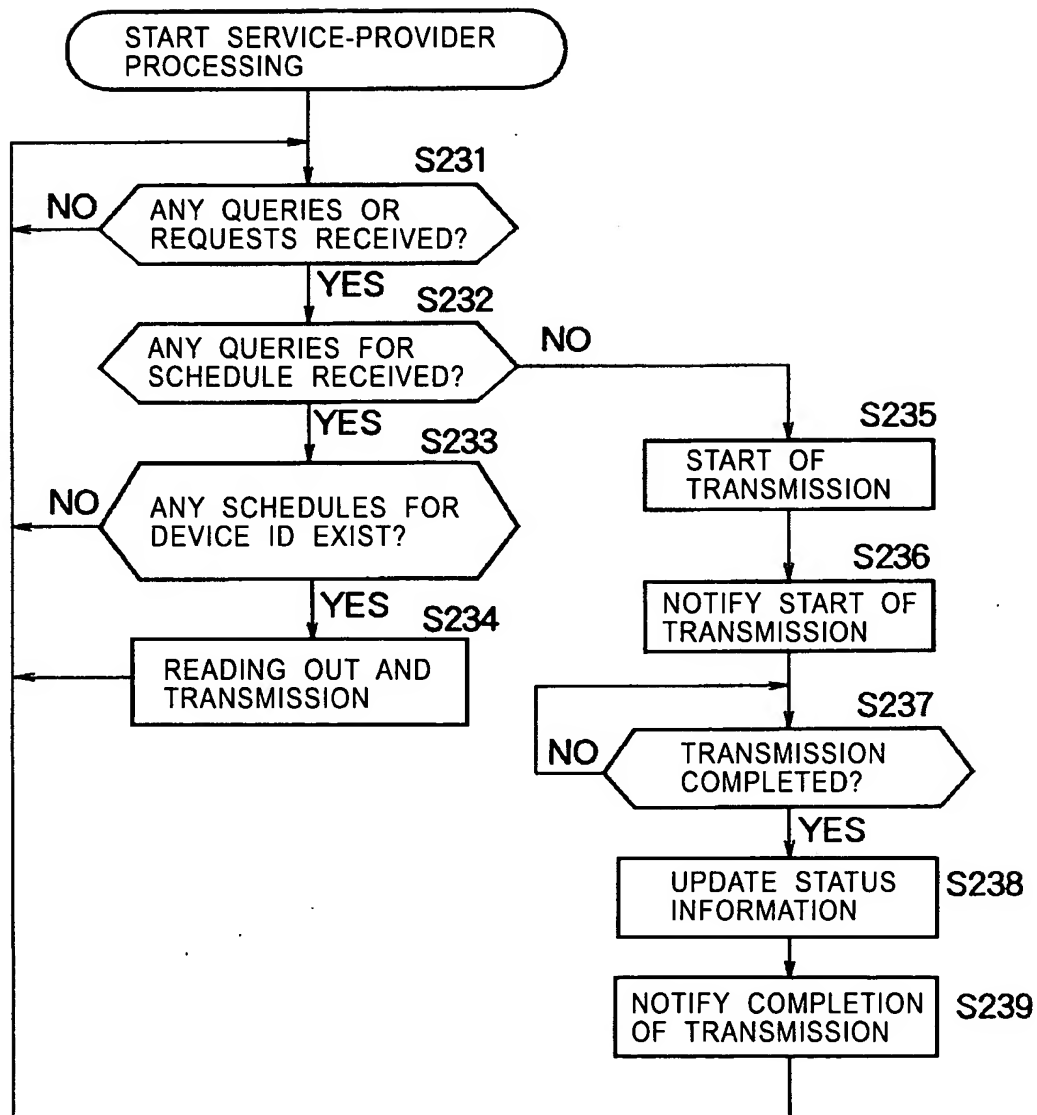 START SERVICE-PROVIDER
PROCESSING
S231
NO
ANY QUERIES OR
REQUESTS RECEIVED?
YES
S232
ANY QUERIES FOR
SCHEDULE RECEIVED?
NO
YES
S233
NO
ANY SCHEDULES FOR
DEVICE ID EXIST?
YES
S234
READING OUT AND
TRANSMISSION
S235
START OF
TRANSMISSION
S236
NOTIFY START OF
TRANSMISSION
S237
NO
TRANSMISSION
COMPLETED?
YES
UPDATE STATUS
INFORMATION
S238
NOTIFY COMPLETION
OF TRANSMISSION
S239